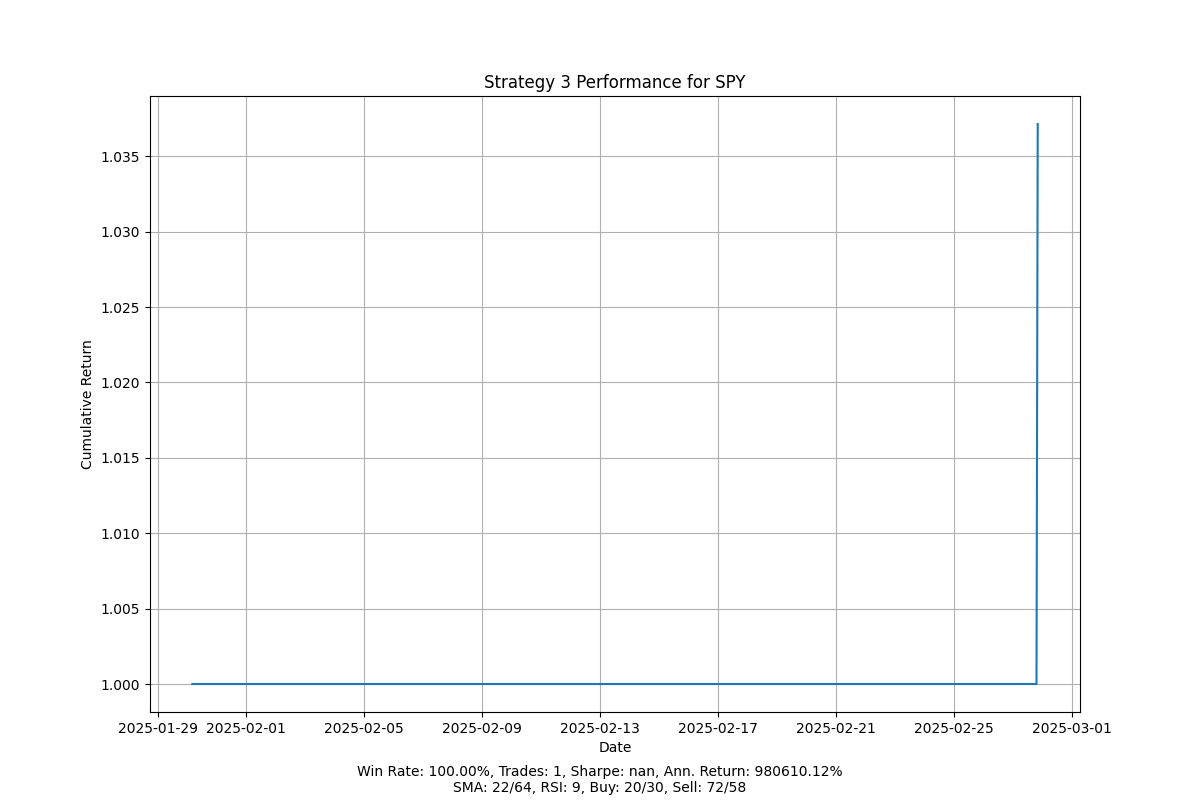 Strategy 3 Performance for SPY
Cumulative Return
1.035
1.030
1.025
1.020
1.015
1.010
1.005
1.000
2025-01-29 2025-02-01 2025-02-05 2025-02-09 2025-02-13 2025-02-17 2025-02-21 2025-02-25 2025-03-01
Date
Win Rate: 100.00%, Trades: 1, Sharpe: nan, Ann. Return: 980610.12%
SMA: 22/64, RSI: 9, Buy: 20/30, Sell: 72/58